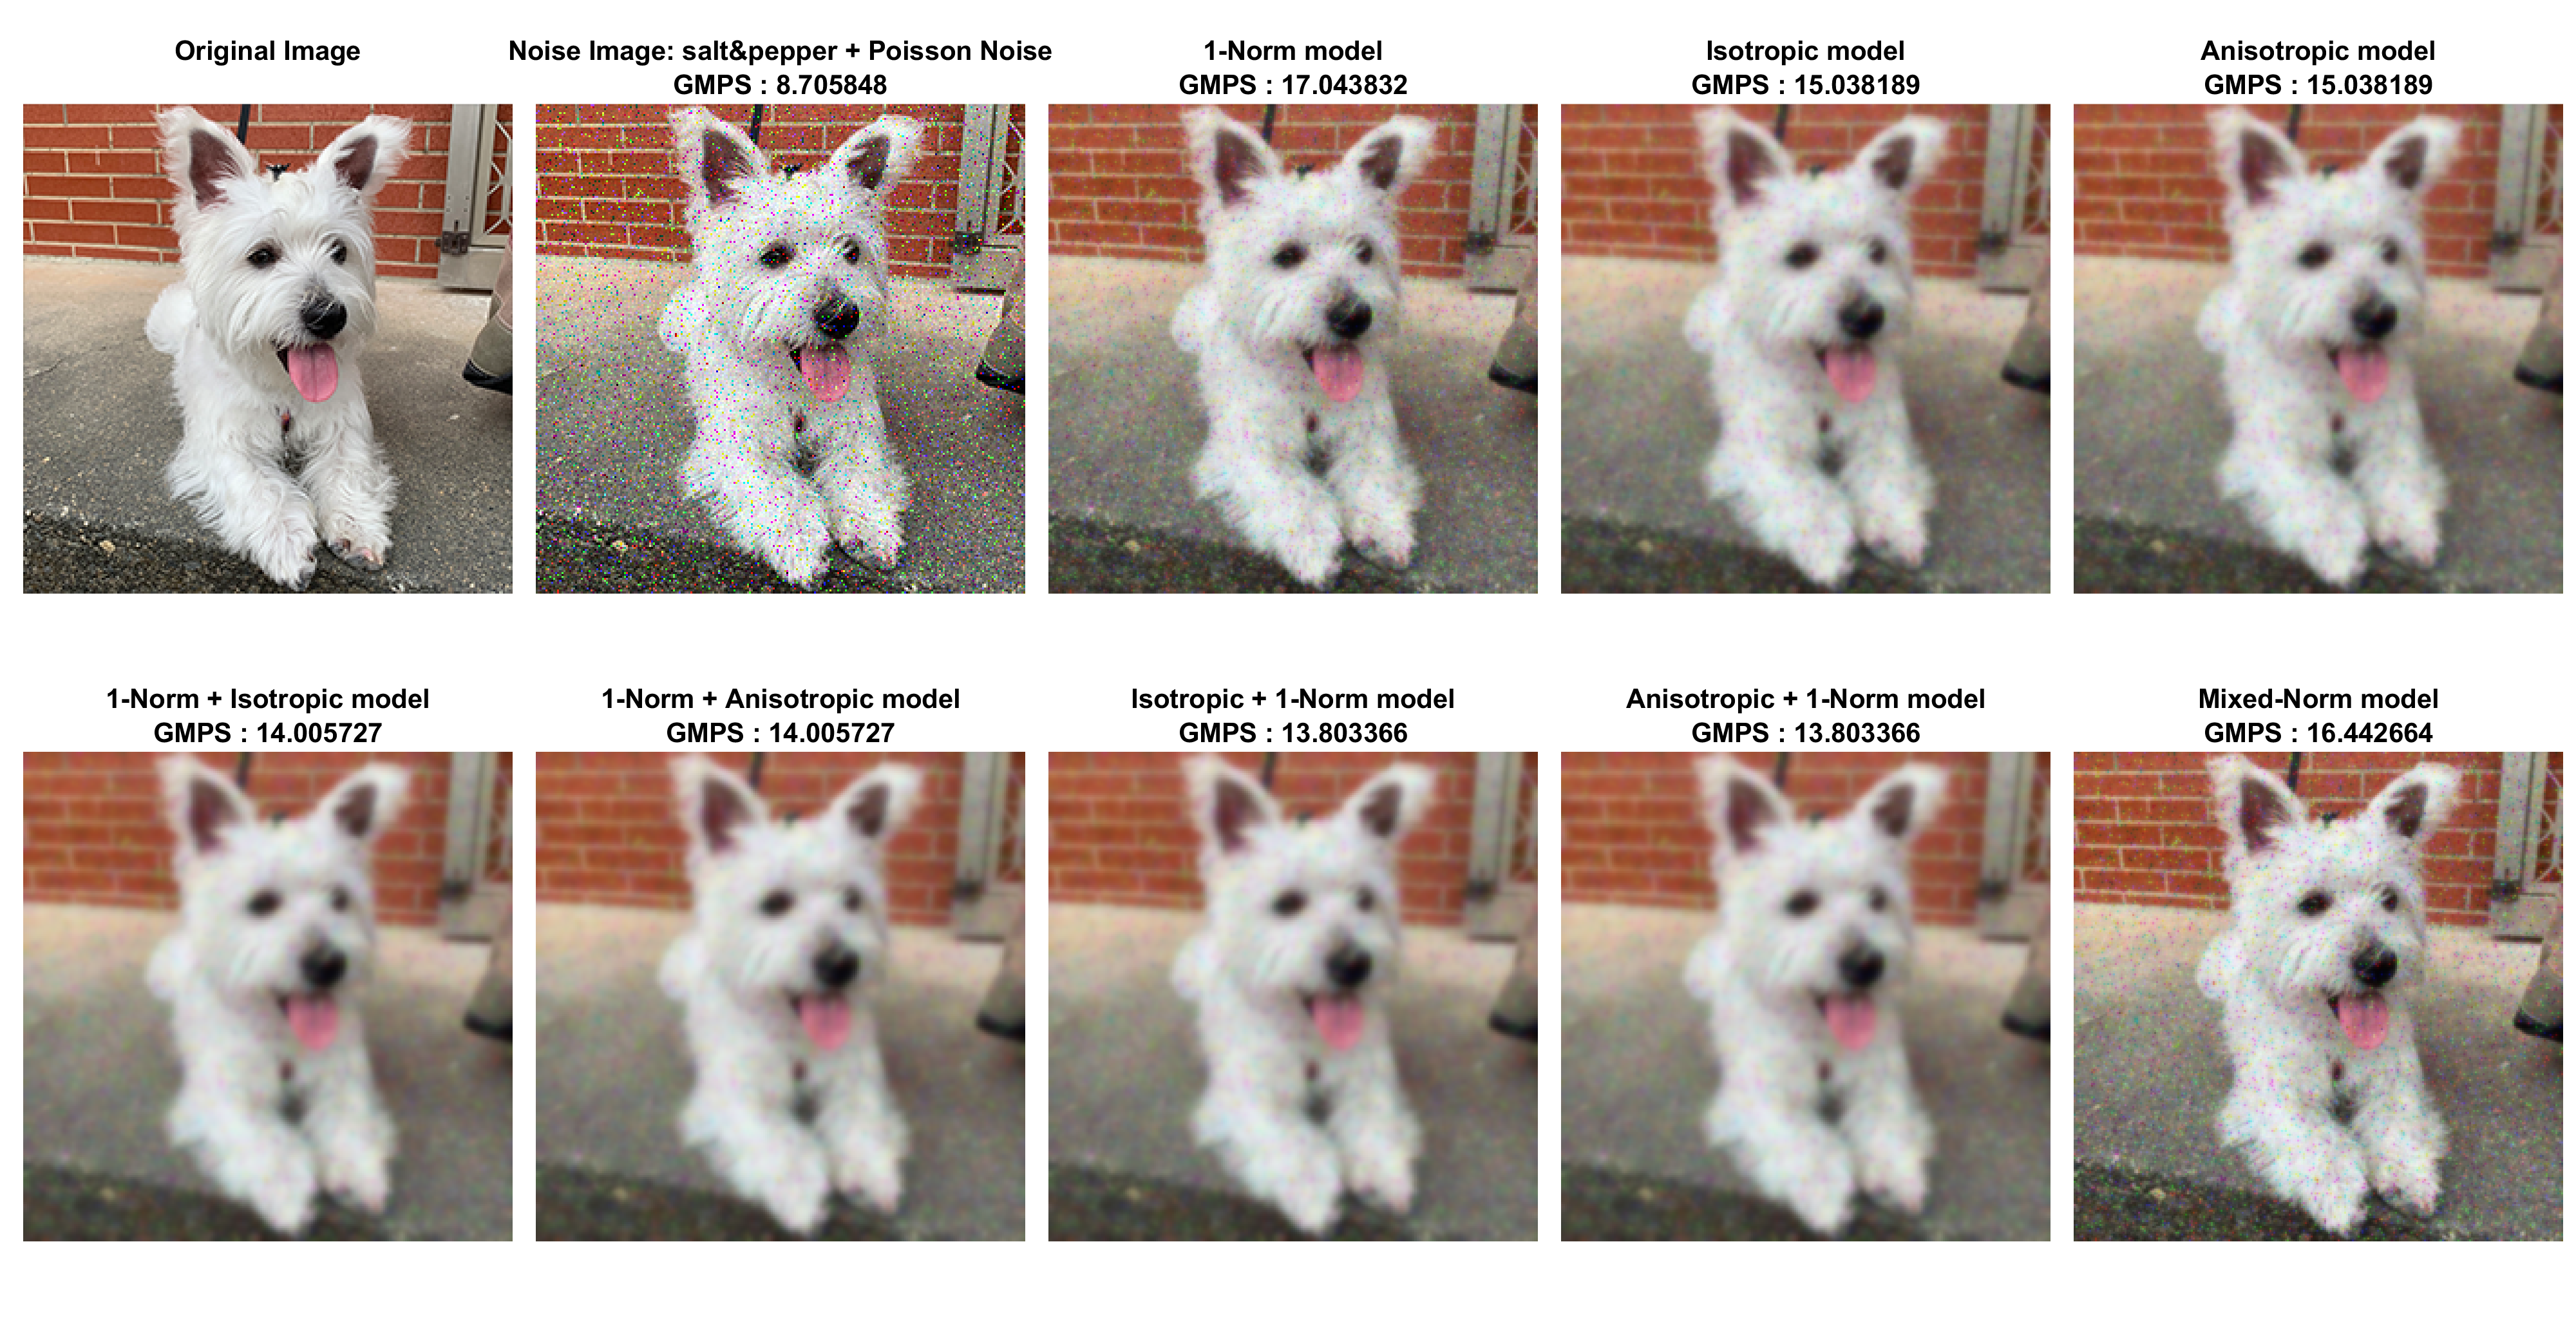 Original Image
Noise Image: salt&pepper + Poisson Noise
GMPS : 8.705848
1-Norm model
GMPS : 17.043832
Isotropic model
GMPS : 15.038189
Anisotropic model
GMPS : 15.038189
1-Norm + Isotropic model
GMPS : 14.005727
1-Norm + Anisotropic model
GMPS : 14.005727
Isotropic + 1-Norm model
GMPS : 13.803366
Anisotropic + 1-Norm model
GMPS : 13.803366
Mixed-Norm model
GMPS : 16.442664